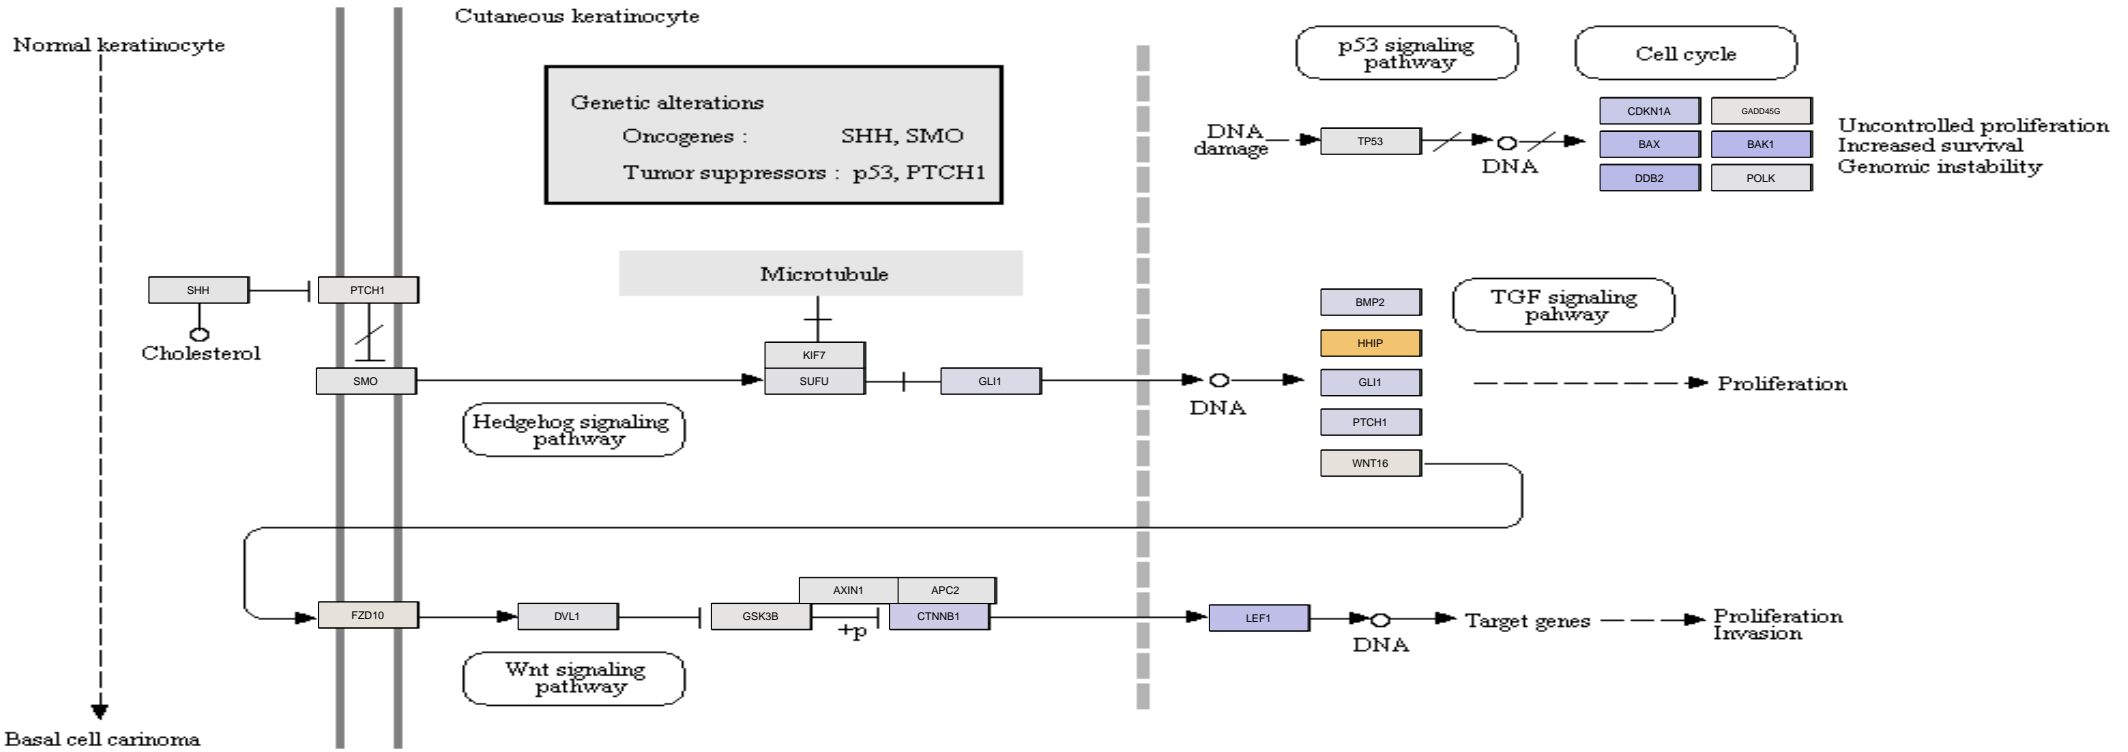 Cutaneous keratinocyte
Normal keratinocyte
Genetic alterations
Oncogenes : SHH, SMO
Tumor suppressors : p53, PTCH1
p53 signaling
pathway
Cell cycle
DNA
damage
TP53
DNA
CDKN1A
GADD45G
BAX
BAK1
DDB2
POLK
Uncontrolled proliferation
Increased survival
Genomic instability
SHH
Cholesterol
PTCH1
SMO
Microtubule
KIF7
SUFU
GLI1
Hedgehog signaling
pathway
DNA
BMP2
HHIP
GLI1
PTCH1
WNT16
TGF signaling
pahway
Proliferation
FZD10
DVL1
GSK3B
AXIN1
APC2
+p
CTNNB1
LEF1
DNA
Target genes
Proliferation
Invasion
Wnt signaling
pathway
Basal cell carinoma